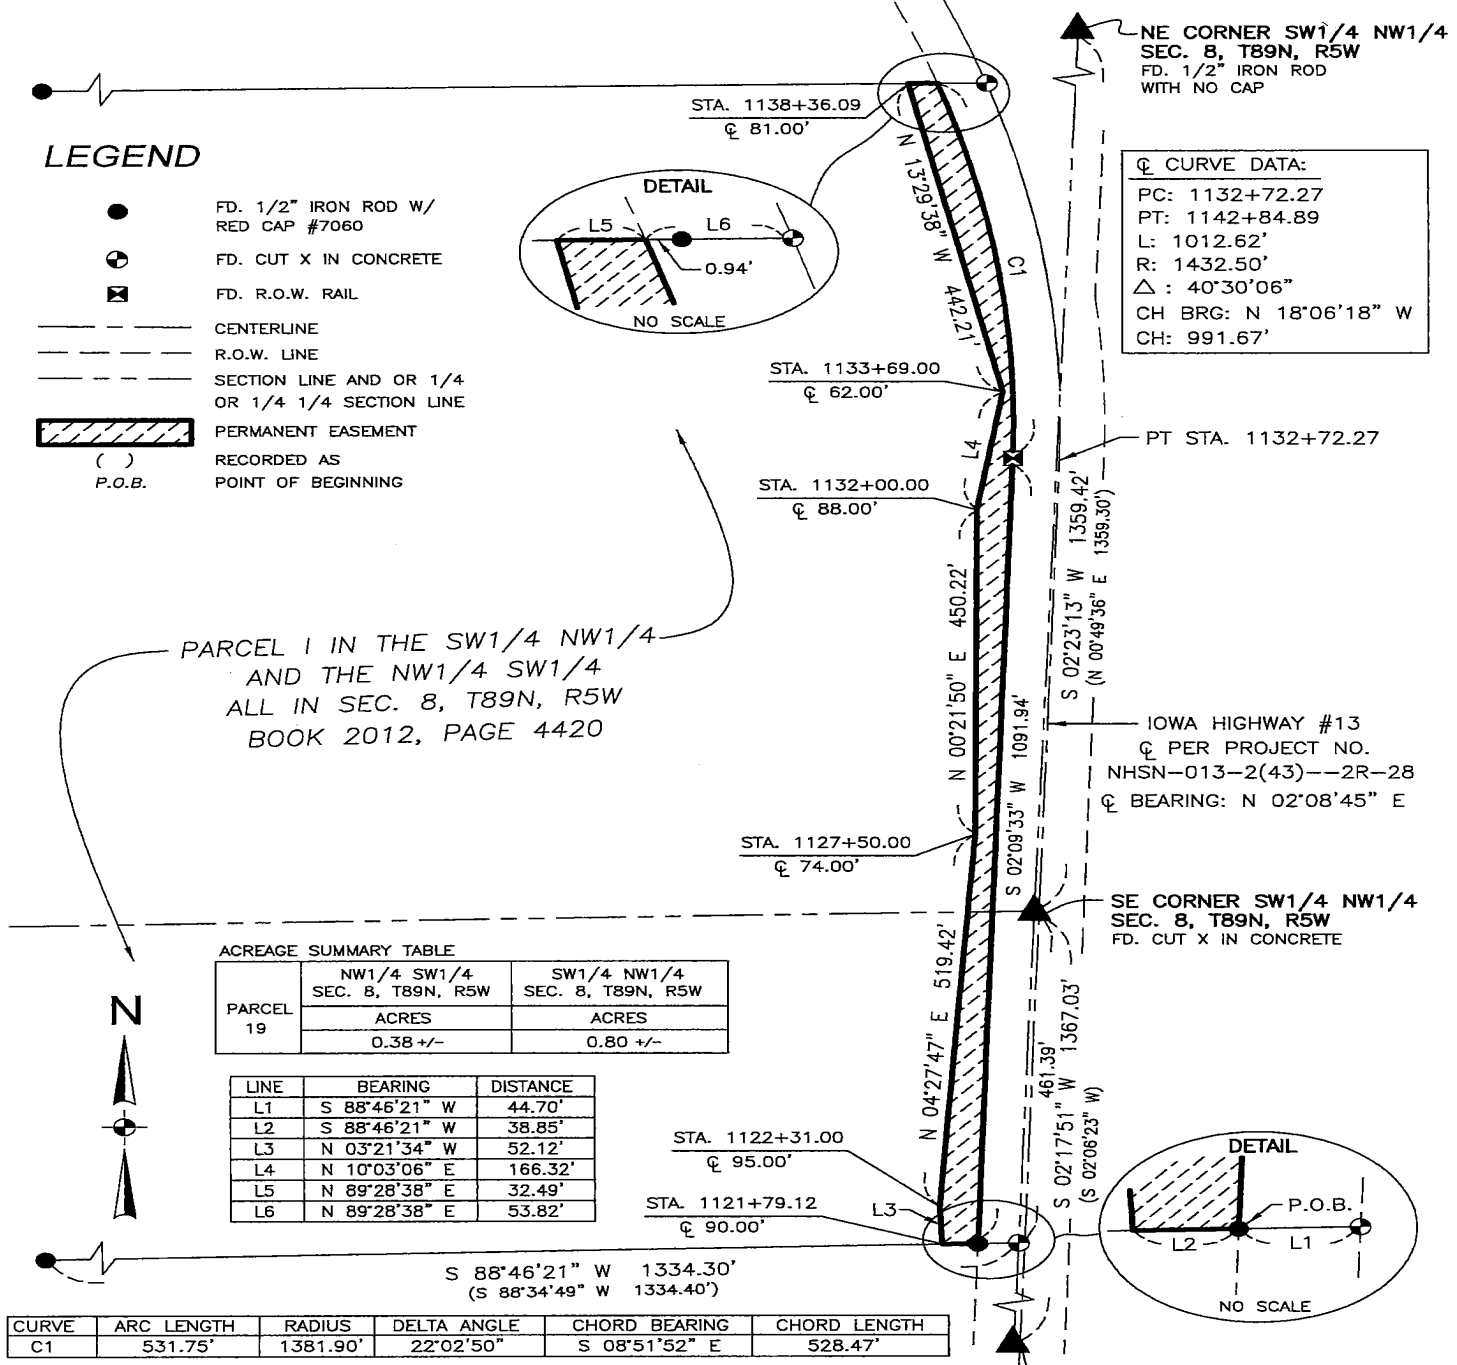 NE CORNER SW1/4 NW1/4
SEC. 8, T89N, R5W
FD. 1/2" IRON ROD
WITH NO CAP
STA. 1138+36.09
℄ 81.00'
LEGEND
FD. 1/2" IRON ROD W/
RED CAP #7060
FD. CUT X IN CONCRETE
FD. R.O.W. RAIL
CENTERLINE
R.O.W. LINE
SECTION LINE AND OR 1/4
OR 1/4 1/4 SECTION LINE
PERMANENT EASEMENT
( ) RECORDED AS
P.O.B. POINT OF BEGINNING
DETAIL
L5 L6
0.94'
NO SCALE
N 13°29'38" W 442.21'
C1
℄ CURVE DATA:
PC: 1132+72.27
PT: 1142+84.89
L: 1012.62'
R: 1432.50'
△ : 40°30'06"
CH BRG: N 18°06'18" W
CH: 991.67'
STA. 1133+69.00
℄ 62.00'
L4
PT STA. 1132+72.27
STA. 1132+00.00
℄ 88.00'
S 02°23'13" W 1359.42'
(N 00°49'36" E 1359.30')
N 00°21'50" E 450.22'
S 02°09'33" W 1091.94'
PARCEL I IN THE SW1/4 NW1/4
AND THE NW1/4 SW1/4
ALL IN SEC. 8, T89N, R5W
BOOK 2012, PAGE 4420
IOWA HIGHWAY #13
℄ PER PROJECT NO.
NHSN-013-2(43)--2R-28
℄ BEARING: N 02°08'45" E
STA. 1127+50.00
℄ 74.00'
SE CORNER SW1/4 NW1/4
SEC. 8, T89N, R5W
FD. CUT X IN CONCRETE
N
ACREAGE SUMMARY TABLE
PARCEL 19
NW1/4 SW1/4 SEC. 8, T89N, R5W
SW1/4 NW1/4 SEC. 8, T89N, R5W
ACRES ACRES
0.38 +/- 0.80 +/-
LINE BEARING DISTANCE
L1 S 88°46'21" W 44.70'
L2 S 88°46'21" W 38.85'
L3 N 03°21'34" W 52.12'
L4 N 10°03'06" E 166.32'
L5 N 89°28'38" E 32.49'
L6 N 89°28'38" E 53.82'
N 04°27'47" E 519.42'
461.39'
S 02°17'51" W 1367.03'
(S 02°06'23" W)
STA. 1122+31.00
℄ 95.00'
STA. 1121+79.12
℄ 90.00'
L3
DETAIL
P.O.B.
L2 L1
NO SCALE
S 88°46'21" W 1334.30'
(S 88°34'49" W 1334.40')
CURVE ARC LENGTH RADIUS DELTA ANGLE CHORD BEARING CHORD LENGTH
C1 531.75' 1381.90' 22°02'50" S 08°51'52" E 528.47'